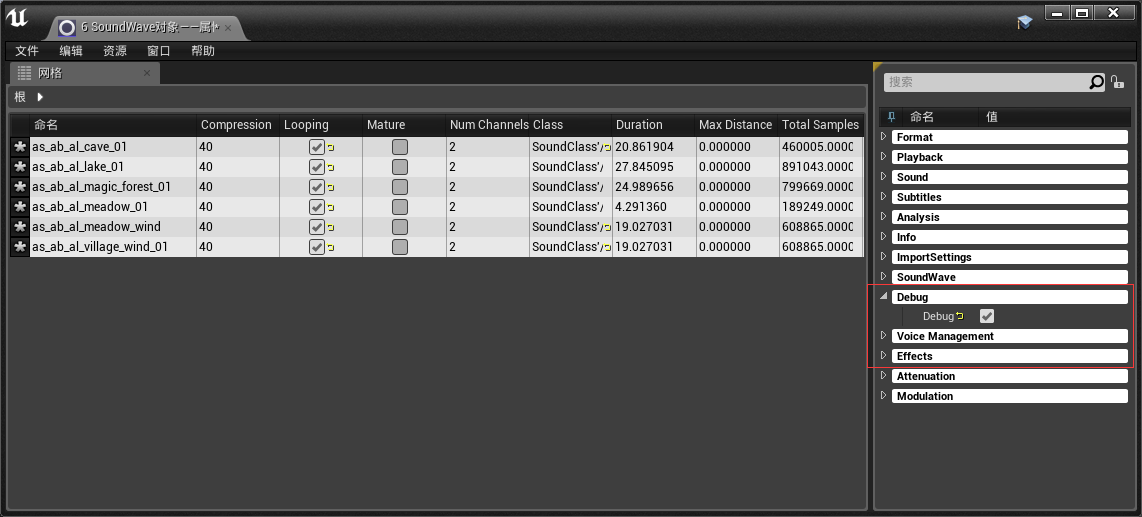 6 SoundWave对象——属性
文件 编辑 资源 窗口 帮助
网格
根
命名 Compression Looping Mature Num Channels Class Duration Max Distance Total Samples
as_ab_al_cave_01 40 2 SoundClass'/ 20.861904 0.000000 460005.0000
as_ab_al_lake_01 40 2 SoundClass'/ 27.845095 0.000000 891043.0000
as_ab_al_magic_forest_01 40 2 SoundClass'/ 24.989656 0.000000 799669.0000
as_ab_al_meadow_01 40 2 SoundClass'/ 4.291360 0.000000 189249.0000
as_ab_al_meadow_wind 40 2 SoundClass'/ 19.027031 0.000000 608865.0000
as_ab_al_village_wind_01 40 2 SoundClass'/ 19.027031 0.000000 608865.0000
搜索
命名 值
Format
Playback
Sound
Subtitles
Analysis
Info
ImportSettings
SoundWave
Debug
Debug
Voice Management
Effects
Attenuation
Modulation